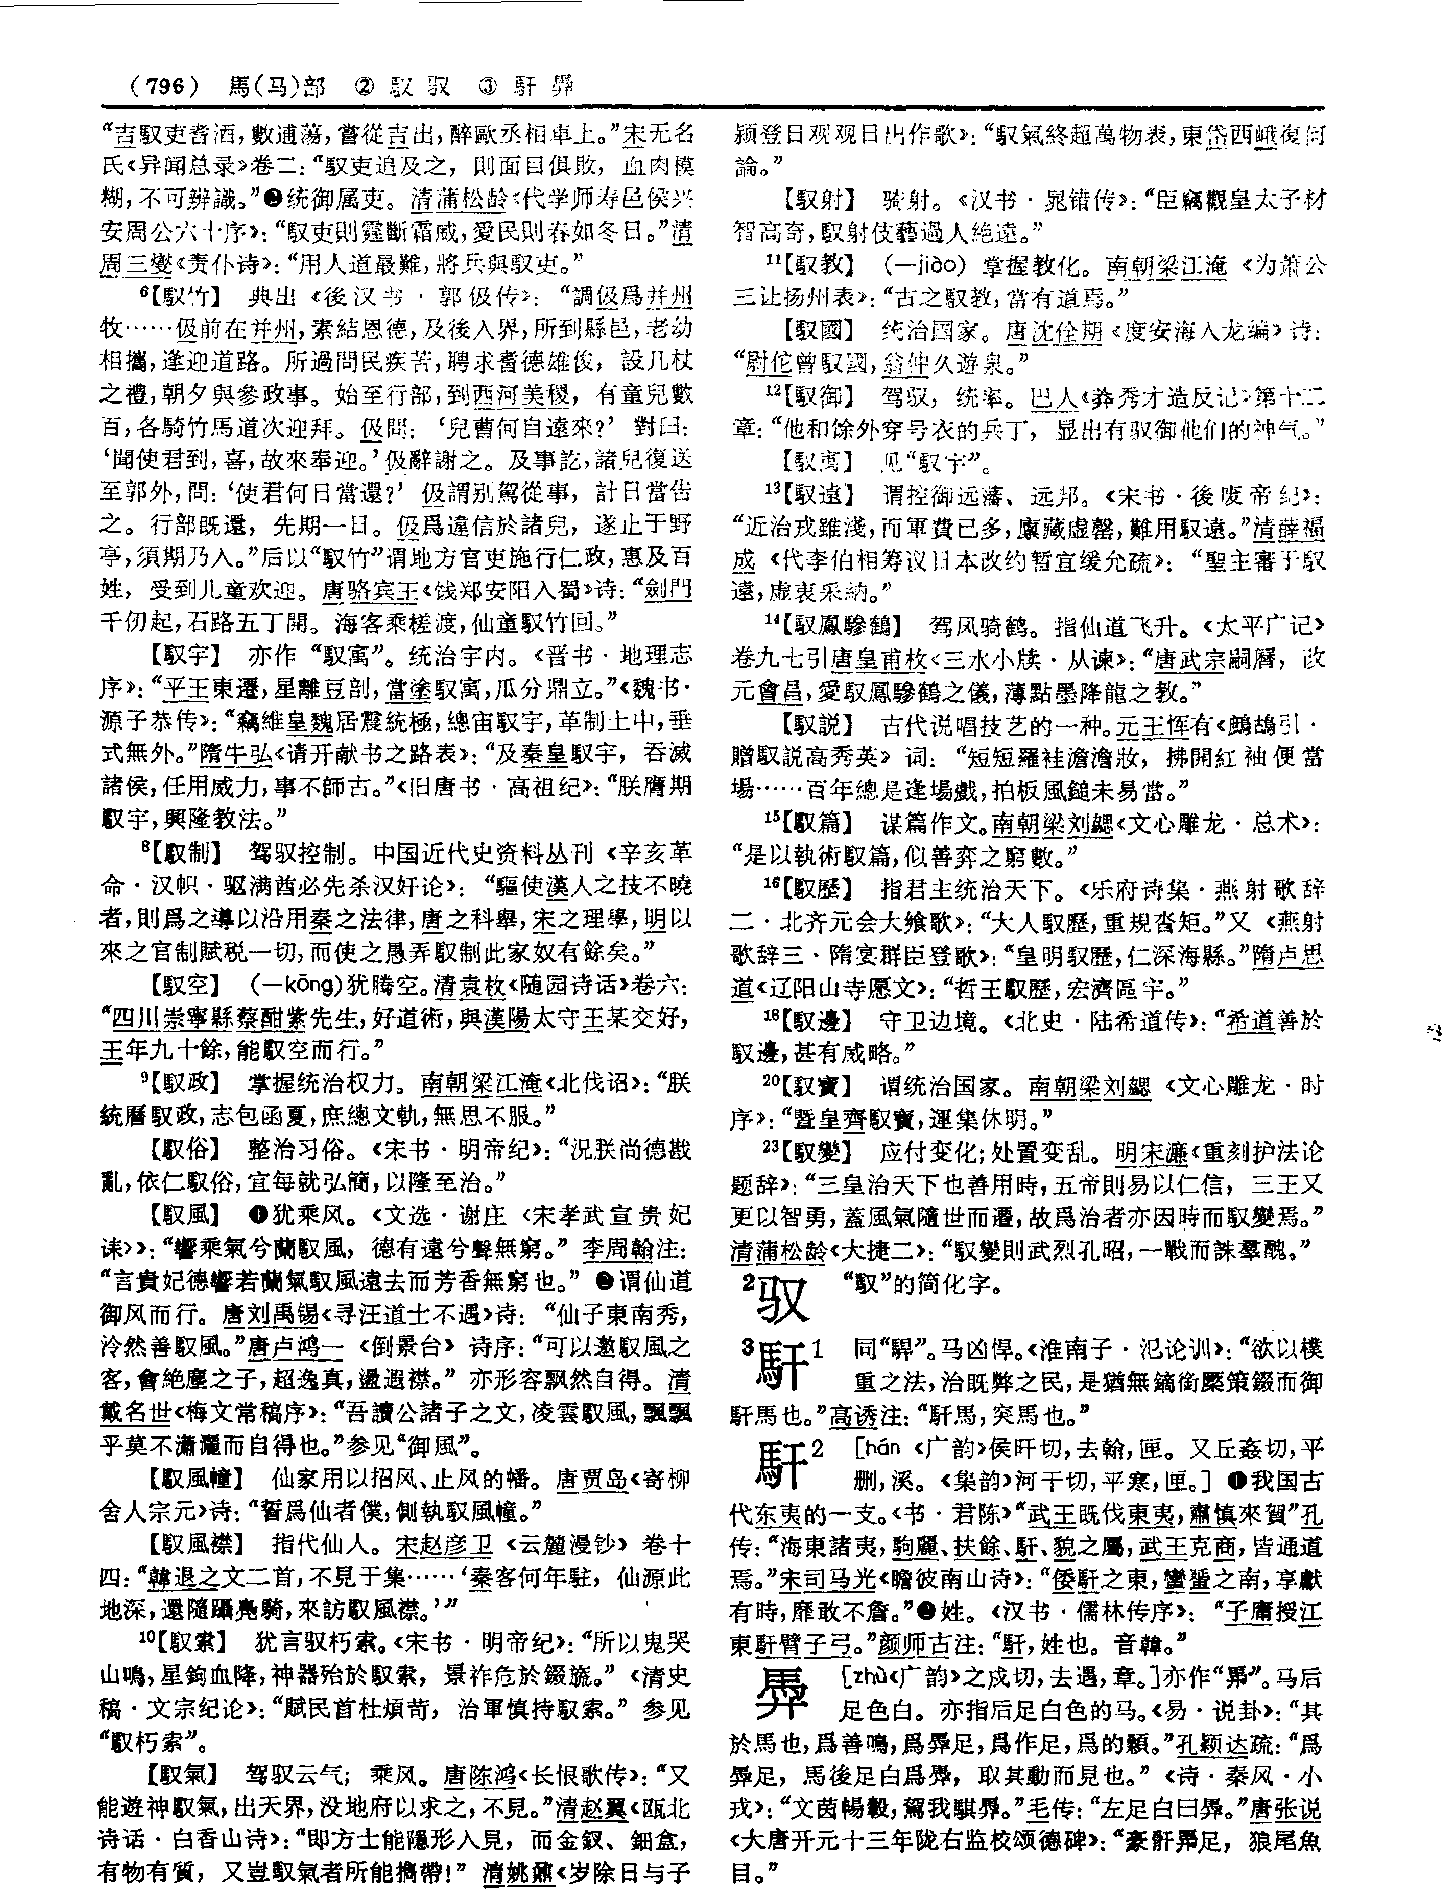 （796） 馬(马)部 ② 馭 驭 ③ 馯 馵
“吉馭吏耆酒，數逋蕩，嘗從吉出，醉歐丞相車上。”宋无名
氏《异闻总录》卷二：“馭吏追及之，則面目俱敗，血肉模
糊，不可辨識。”❷统御属吏。清蒲松龄《代学师寿邑侯兴
安周公六十序》：“馭吏則霆斷霜威，愛民則春如冬日。”清
周三燮《责仆诗》：“用人道最難，將兵與馭吏。”
⁶【馭竹】 典出《後汉书·郭伋传》：“調伋爲并州
牧……伋前在并州，素結恩德，及後入界，所到縣邑，老幼
相攜，逢迎道路。所過問民疾苦，聘求耆德雄俊，設几杖
之禮，朝夕與參政事。始至行部，到西河美稷，有童兒數
百，各騎竹馬道次迎拜。伋問：‘兒曹何自遠來?’對曰：
‘聞使君到，喜，故來奉迎。’伋辭謝之。及事訖，諸兒復送
至郭外，問：‘使君何日當還?’伋謂别駕從事，計日當告
之。行部既還，先期一日。伋爲違信於諸兒，遂止于野
亭，須期乃入。”后以“馭竹”谓地方官吏施行仁政，惠及百
姓，受到儿童欢迎。唐骆宾王《饯郑安阳入蜀》诗：“劍門
千仞起，石路五丁開。海客乘槎渡，仙童馭竹回。”
【馭宇】 亦作“馭寓”。统治宇内。《晋书·地理志
序》：“平王東遷，星離豆剖，當塗馭寓，瓜分鼎立。”《魏书·
源子恭传》：“竊維皇魏居震統極，總宙馭宇，革制土中，垂
式無外。”隋牛弘《请开献书之路表》：“及秦皇馭宇，吞滅
諸侯，任用威力，事不師古。”《旧唐书·高祖纪》：“朕膺期
馭宇，興隆教法。”
⁸【馭制】 驾驭控制。中国近代史资料丛刊《辛亥革
命·汉帜·驱满酋必先杀汉奸论》：“驅使漢人之技不曉
者，則爲之導以沿用秦之法律，唐之科舉，宋之理學，明以
來之官制賦税一切，而使之愚弄馭制此家奴有餘矣。”
【馭空】 (—kōng)犹腾空。清袁枚《随园诗话》卷六：
“四川崇寧縣蔡酣紫先生，好道術，與漢陽太守王某交好，
王年九十餘，能馭空而行。”
⁹【馭政】 掌握统治权力。南朝梁江淹《北伐诏》：“朕
統曆馭政，志包函夏，庶總文軌，無思不服。”
【馭俗】 整治习俗。《宋书·明帝纪》：“況朕尚德戡
亂，依仁馭俗，宜每就弘簡，以隆至治。”
【馭風】 ❶犹乘风。《文选·谢庄〈宋孝武宣贵妃
诔〉》：“響乘氣兮蘭馭風，德有遠兮聲無窮。”李周翰注：
“言貴妃德響若蘭氣馭風遠去而芳香無窮也。”❷谓仙道
御风而行。唐刘禹锡《寻汪道士不遇》诗：“仙子東南秀，
泠然善馭風。”唐卢鸿一《倒景台》诗序：“可以邀馭風之
客，會絶塵之子，超逸真，盪遐襟。”亦形容飘然自得。清
戴名世《梅文常稿序》：“吾讀公諸子之文，凌雲馭風，飄飄
乎莫不瀟灑而自得也。”参见“御風”。
【馭風幢】 仙家用以招风、止风的幡。唐贾岛《寄柳
舍人宗元》诗：“誓爲仙者僕，側執馭風幢。”
【馭風襟】 指代仙人。宋赵彦卫《云麓漫钞》卷十
四：“韓退之文二首，不見于集……‘秦客何年駐，仙源此
地深，還隨躡鳧騎，來訪馭風襟。’”
¹⁰【馭索】 犹言驭朽索。《宋书·明帝纪》：“所以鬼哭
山鳴，星鉤血降，神器殆於馭索，景祚危於綴旒。”《清史
稿·文宗纪论》：“賦民首杜煩苛，治軍慎持馭索。”参见
“馭朽索”。
【馭氣】 驾驭云气；乘风。唐陈鸿《长恨歌传》：“又
能遊神馭氣，出天界，没地府以求之，不見。”清赵翼《瓯北
诗话·白香山诗》：“即方士能隱形入見，而金釵、鈿盒，
有物有質，又豈馭氣者所能攜帶!”清姚鼐《岁除日与子
颍登日观观日出作歌》：“馭氣終超萬物表，東岱西峨復何
論。”
【馭射】 骑射。《汉书·晁错传》：“臣竊觀皇太子材
智高奇，馭射伎藝過人絶遠。”
¹¹【馭教】 (—jiào) 掌握教化。南朝梁江淹《为萧公
三让扬州表》：“古之馭教，當有道焉。”
【馭國】 统治国家。唐沈佺期《度安海入龙编》诗：
“尉佗曾馭國，翁仲久遊泉。”
¹²【馭御】 驾驭，统率。巴人《莽秀才造反记》第十二
章：“他和馀外穿号衣的兵丁，显出有驭御他们的神气。”
【馭寓】 见“馭宇”。
¹³【馭遠】 谓控御远藩、远邦。《宋书·後废帝纪》：
“近治戎雖淺，而軍費已多，廪藏虚罄，難用馭遠。”清薛福
成《代李伯相筹议日本改约暂宜缓允疏》：“聖主審于馭
遠，虚衷采納。”
¹⁴【馭鳳驂鶴】 驾风骑鹤。指仙道飞升。《太平广记》
卷九七引唐皇甫枚《三水小牍·从谏》：“唐武宗嗣曆，改
元會昌，愛馭鳳驂鶴之儀，薄點墨降龍之教。”
【馭説】 古代说唱技艺的一种。元王恽有《鷓鴣引·
贈馭説高秀英》词：“短短羅袿澹澹妝，拂開紅袖便當
場……百年總是逢場戲，拍板風鎚未易當。”
¹⁵【馭篇】 谋篇作文。南朝梁刘勰《文心雕龙·总术》：
“是以執術馭篇，似善弈之窮數。”
¹⁶【馭歷】 指君主统治天下。《乐府诗集·燕射歌辞
二·北齐元会大飨歌》：“大人馭歷，重規沓矩。”又《燕射
歌辞三·隋宴群臣登歌》：“皇明馭歷，仁深海縣。”隋卢思
道《辽阳山寺愿文》：“哲王馭歷，宏濟區宇。”
¹⁸【馭邊】 守卫边境。《北史·陆希道传》：“希道善於
馭邊，甚有威略。”
²⁰【馭寶】 谓统治国家。南朝梁刘勰《文心雕龙·时
序》：“暨皇齊馭寶，運集休明。”
²³【馭變】 应付变化；处置变乱。明宋濂《重刻护法论
题辞》：“三皇治天下也善用時，五帝則易以仁信，三王又
更以智勇，蓋風氣隨世而遷，故爲治者亦因時而馭變焉。”
清蒲松龄《大捷二》：“馭變則武烈孔昭，一戰而誅羣醜。”
²驭 “馭”的简化字。
³馯¹ 同“駻”。马凶悍。《淮南子·氾论训》：“欲以樸
重之法，治既弊之民，是猶無鏑銜橜策錣而御
馯馬也。”高诱注：“馯馬，突馬也。”
馯² [hán《广韵》侯旰切，去翰，匣。又丘姦切，平
删，溪。《集韵》河干切，平寒，匣。] ❶我国古
代东夷的一支。《书·君陈》“武王既伐東夷，肅慎來賀”孔
传：“海東諸夷，駒麗、扶餘、馯、貌之屬，武王克商，皆通道
焉。”宋司马光《瞻彼南山诗》：“倭馯之東，蠻蜑之南，享獻
有時，靡敢不詹。”❷姓。《汉书·儒林传序》：“子庸授江
東馯臂子弓。”颜师古注：“馯，姓也。音韓。”
馵 [zhù《广韵》之戍切，去遇，章。]亦作“馵”。马后
足色白。亦指后足白色的马。《易·说卦》：“其
於馬也，爲善鳴，爲馵足，爲作足，爲的顙。”孔颖达疏：“爲
馵足，馬後足白爲馵，取其動而見也。”《诗·秦风·小
戎》：“文茵暢轂，駕我騏馵。”毛传：“左足白曰馵。”唐张说
《大唐开元十三年陇右监校颂德碑》：“豪骭馵足，狼尾魚
目。”